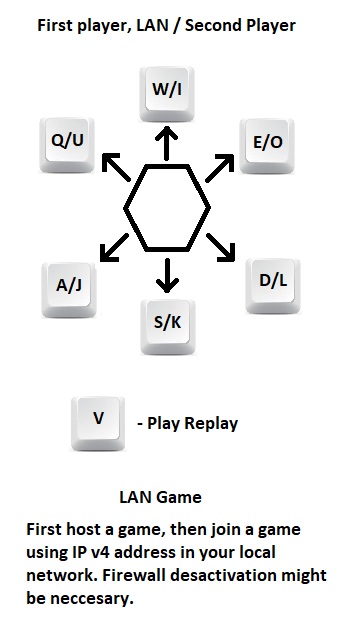 First player, LAN / Second Player
W/I
Q/U
E/O
A/J
D/L
S/K
V
- Play Replay
LAN Game
First host a game, then join a game
using IP v4 address in your local
network. Firewall desactivation might
be neccesary.